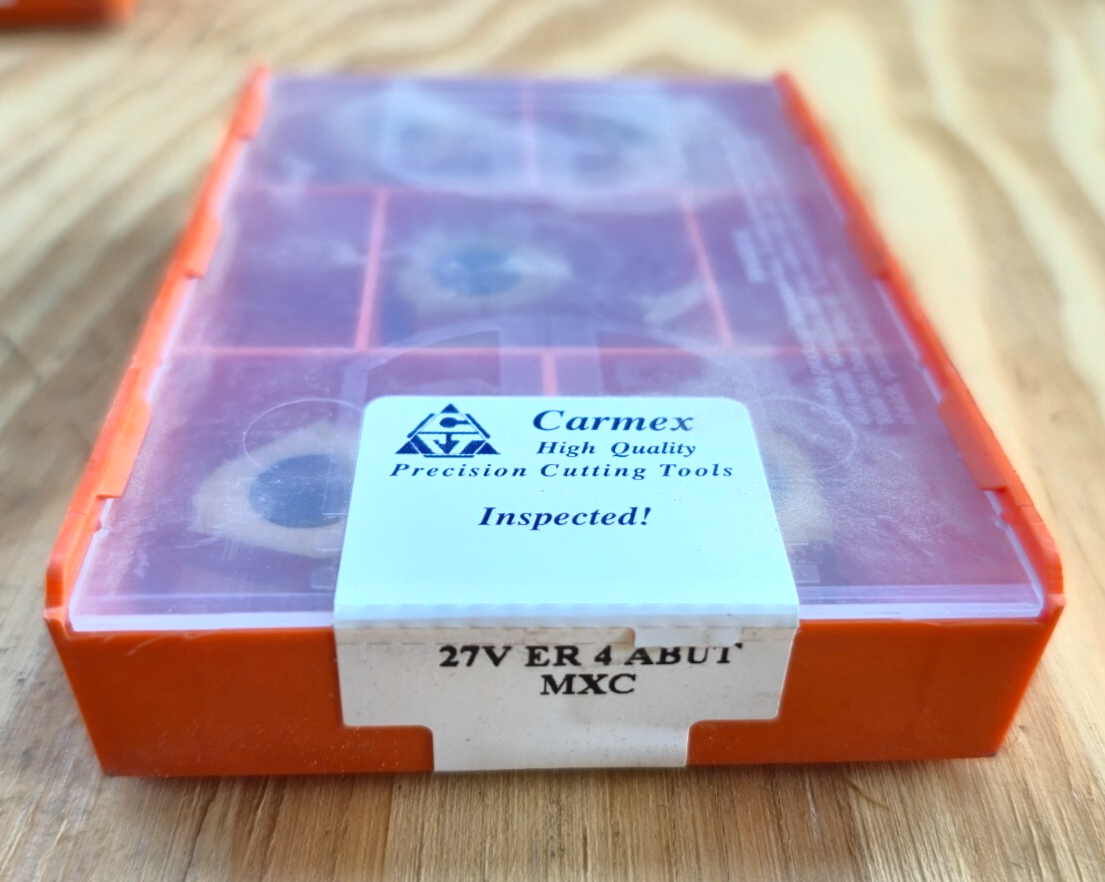 Carmex
High Quality
Precision Cutting Tools
Inspected!
27V ER 4 ABUT
MXC